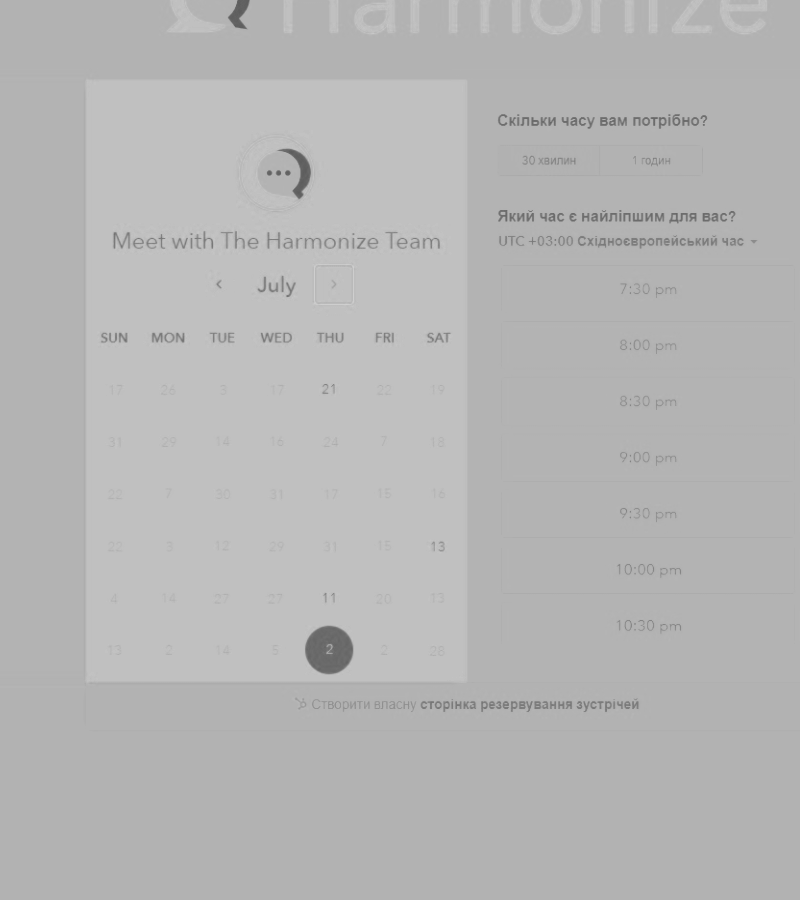 Harmonize
Meet with The Harmonize Team
July
SUN MON TUE WED THU FRI SAT
17 26 3 17 21 22 19
31 29 14 16 24 7 18
22 7 30 31 17 15 16
22 3 12 29 31 15 13
4 14 27 27 11 20 13
13 2 14 5 2 2 28
Скільки часу вам потрібно?
30 хвилин 1 годин
Який час є найліпшим для вас?
UTC +03:00 Східноєвропейський час
7:30 pm
8:00 pm
8:30 pm
9:00 pm
9:30 pm
10:00 pm
10:30 pm
Створити власну сторінка резервування зустрічей